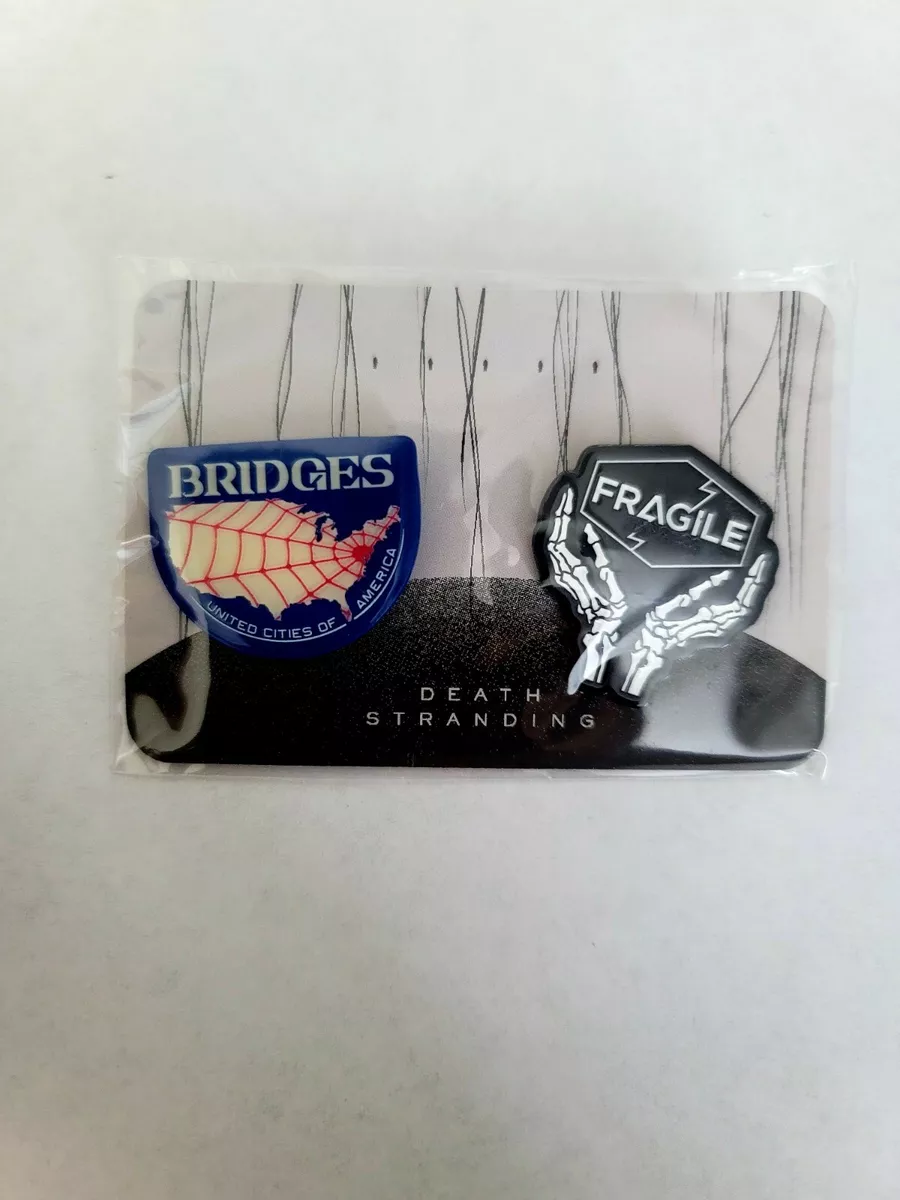 BRIDGES
UNITED CITIES OF AMERICA
FRAGILE
DEATH
STRANDING